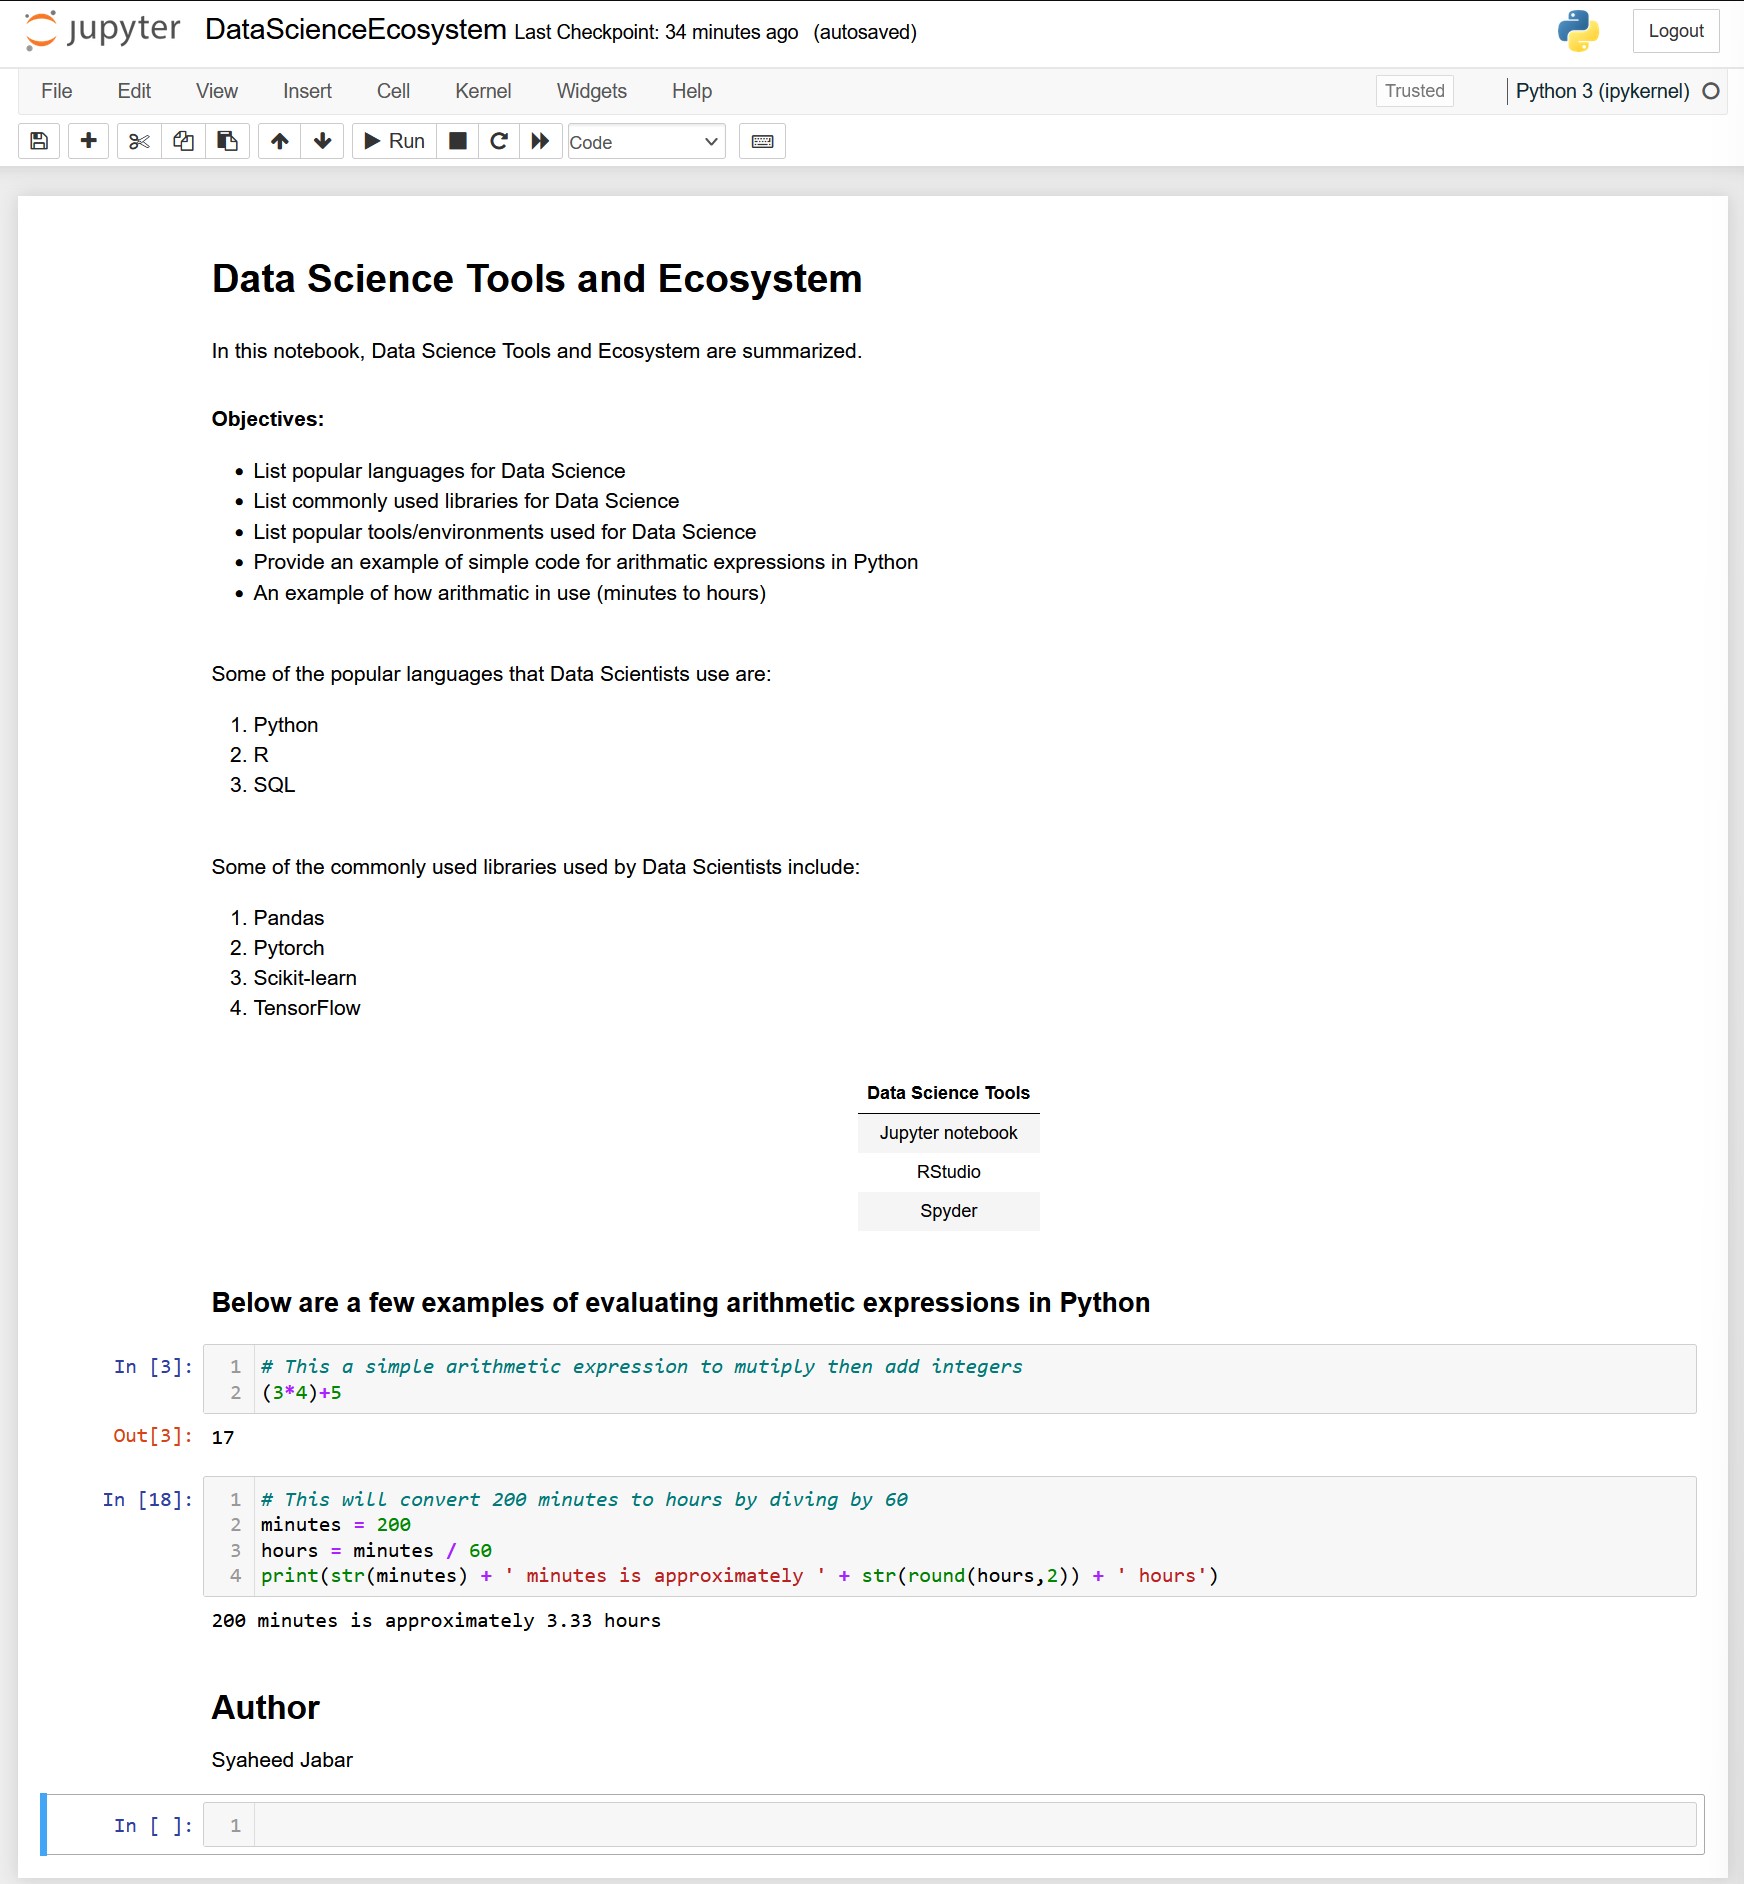 jupyter DataScienceEcosystem Last Checkpoint: 34 minutes ago (autosaved) Logout
File Edit View Insert Cell Kernel Widgets Help Trusted Python 3 (ipykernel)
Run Code
Data Science Tools and Ecosystem
In this notebook, Data Science Tools and Ecosystem are summarized.
Objectives:
• List popular languages for Data Science
• List commonly used libraries for Data Science
• List popular tools/environments used for Data Science
• Provide an example of simple code for arithmatic expressions in Python
• An example of how arithmatic in use (minutes to hours)
Some of the popular languages that Data Scientists use are:
1. Python
2. R
3. SQL
Some of the commonly used libraries used by Data Scientists include:
1. Pandas
2. Pytorch
3. Scikit-learn
4. TensorFlow
Data Science Tools
Jupyter notebook
RStudio
Spyder
Below are a few examples of evaluating arithmetic expressions in Python
In [3]: 1 # This a simple arithmetic expression to mutiply then add integers
2 (3*4)+5
Out[3]: 17
In [18]: 1 # This will convert 200 minutes to hours by diving by 60
2 minutes = 200
3 hours = minutes / 60
4 print(str(minutes) + ' minutes is approximately ' + str(round(hours,2)) + ' hours')
200 minutes is approximately 3.33 hours
Author
Syaheed Jabar
In [ ]: 1